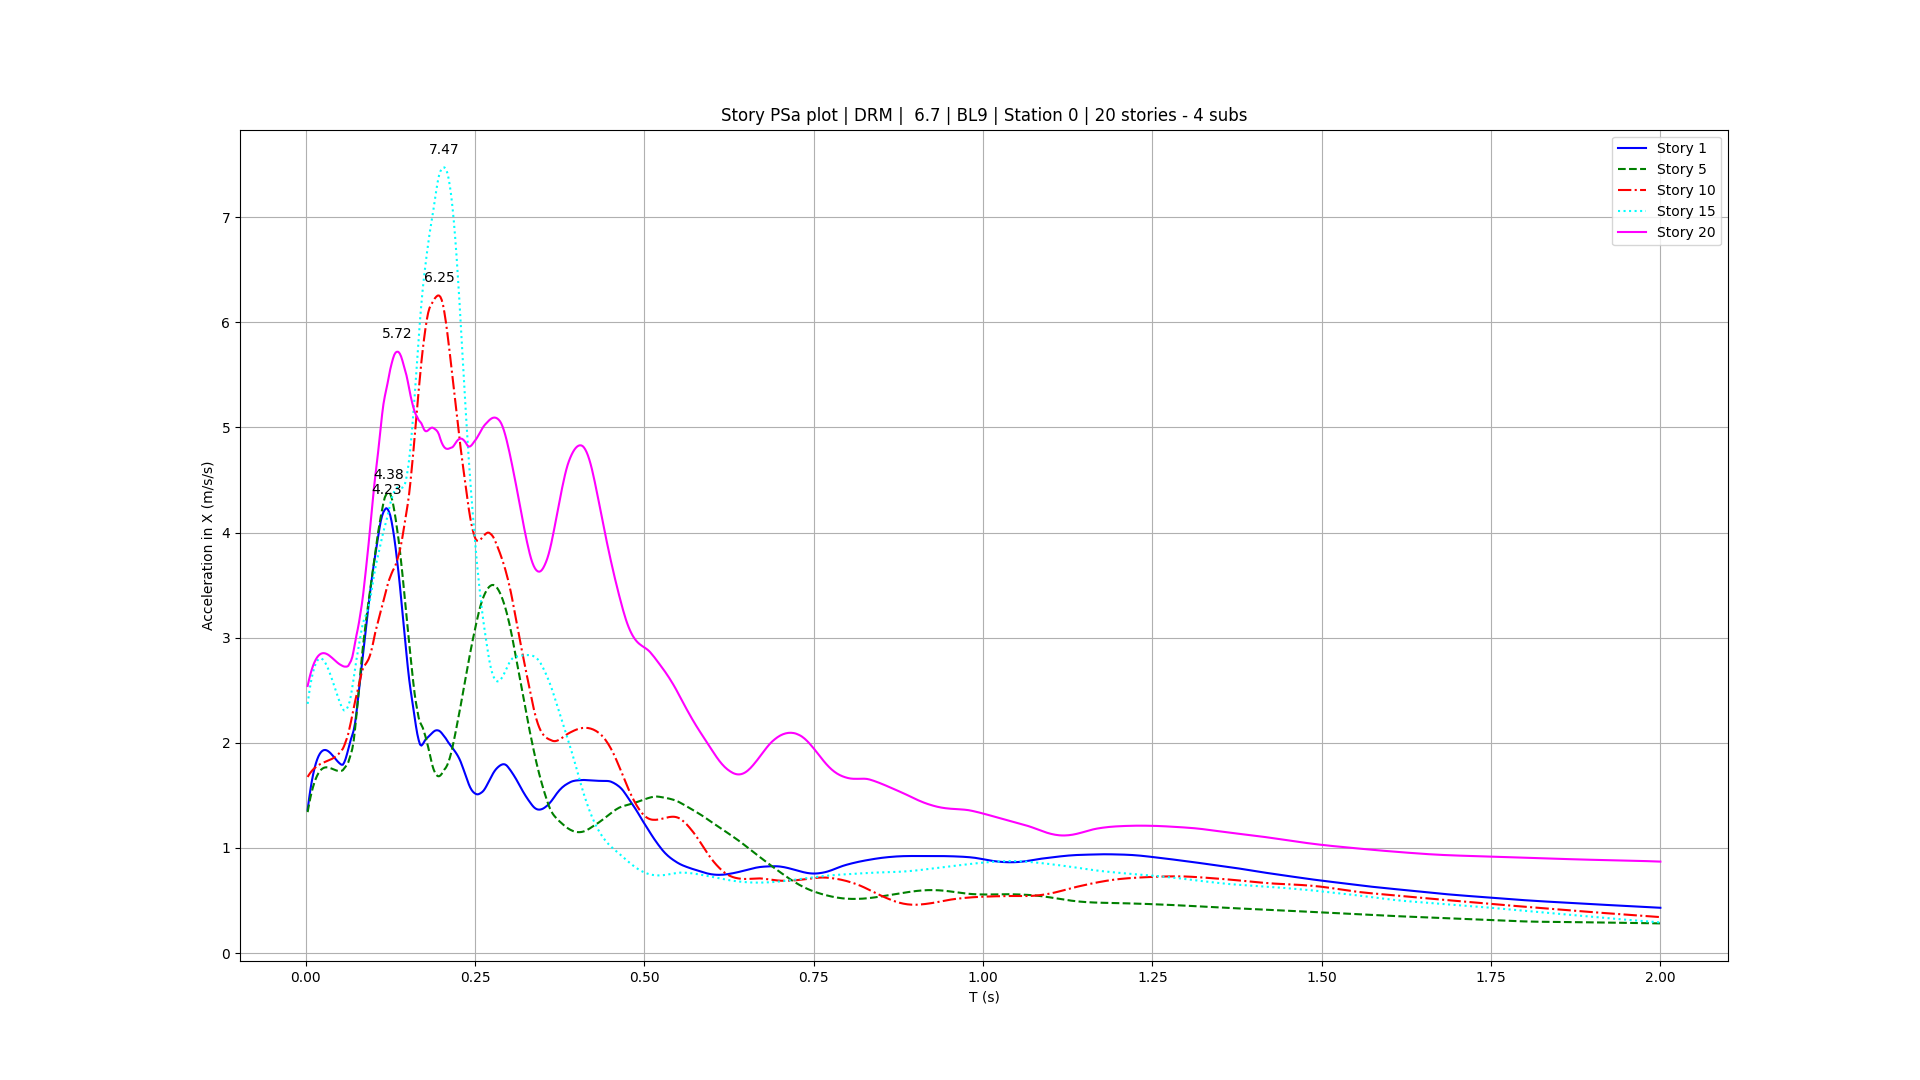 Story PSa plot | DRM |  6.7 | BL9 | Station 0 | 20 stories - 4 subs
7.47
6.25
5.72
4.38
4.23
Story 1
Story 5
Story 10
Story 15
Story 20
Acceleration in X (m/s/s)
7
6
5
4
3
2
1
0
0.00 0.25 0.50 0.75 1.00 1.25 1.50 1.75 2.00
T (s)